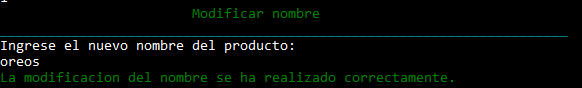 Modificar nombre
Ingrese el nuevo nombre del producto:
oreos
La modificacion del nombre se ha realizado correctamente.